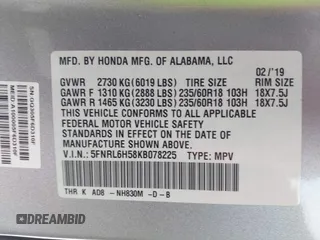 MFD. BY HONDA MFG. OF ALABAMA, LLC
02/'19
GVWR 2730 KG(6019 LBS) TIRE SIZE RIM SIZE
GAWR F 1310 KG(2888 LBS) 235/60R18 103H 18X7.5J
GAWR R 1465 KG(3230 LBS) 235/60R18 103H 18X7.5J
THIS VEHICLE CONFORMS TO ALL APPLICABLE
FEDERAL MOTOR VEHICLE SAFETY STANDARDS IN
EFFECT ON THE DATE OF MANUFACTURE SHOWN ABOVE.
V.I.N: 5FNRL6H58KB078225 TYPE: MPV
THR K AD8 - NH830M -D-B
DREAMBID